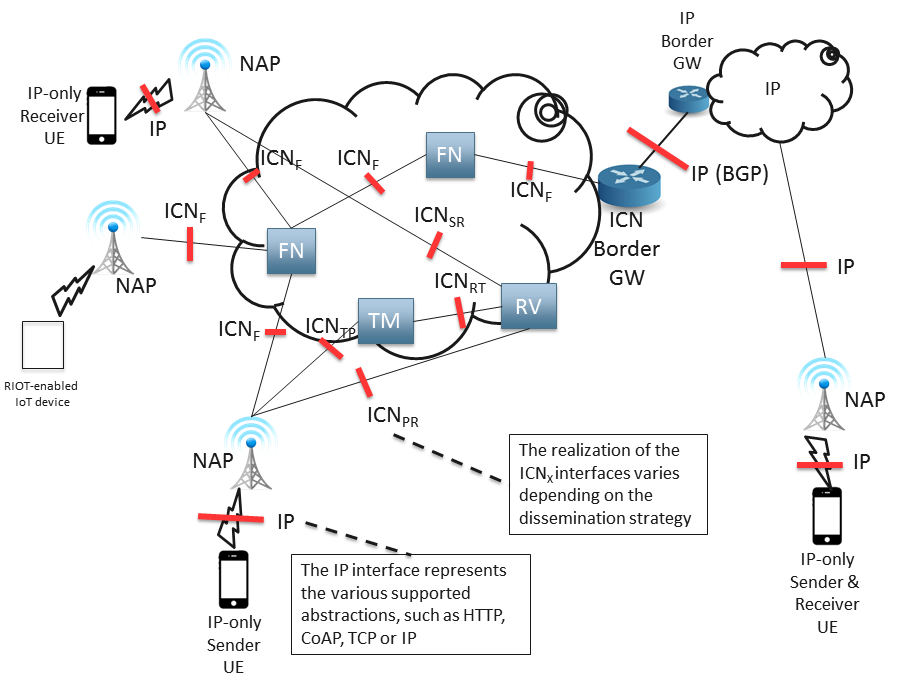 IP
Border
GW
NAP
IP
IP-only
Receiver
UE
IP
ICNF
ICNF
FN
ICNF
IP (BGP)
ICN
Border
GW
ICNF
ICNSR
FN
NAP
IP
ICNRT
RV
ICNF
ICNTP
TM
RIOT-enabled
IoT device
NAP
ICNPR
NAP
The realization of the
ICNX interfaces varies
depending on the
dissemination strategy
IP
IP
The IP interface represents
the various supported
abstractions, such as HTTP,
CoAP, TCP or IP
IP-only
Sender
UE
IP-only
Sender &
Receiver
UE